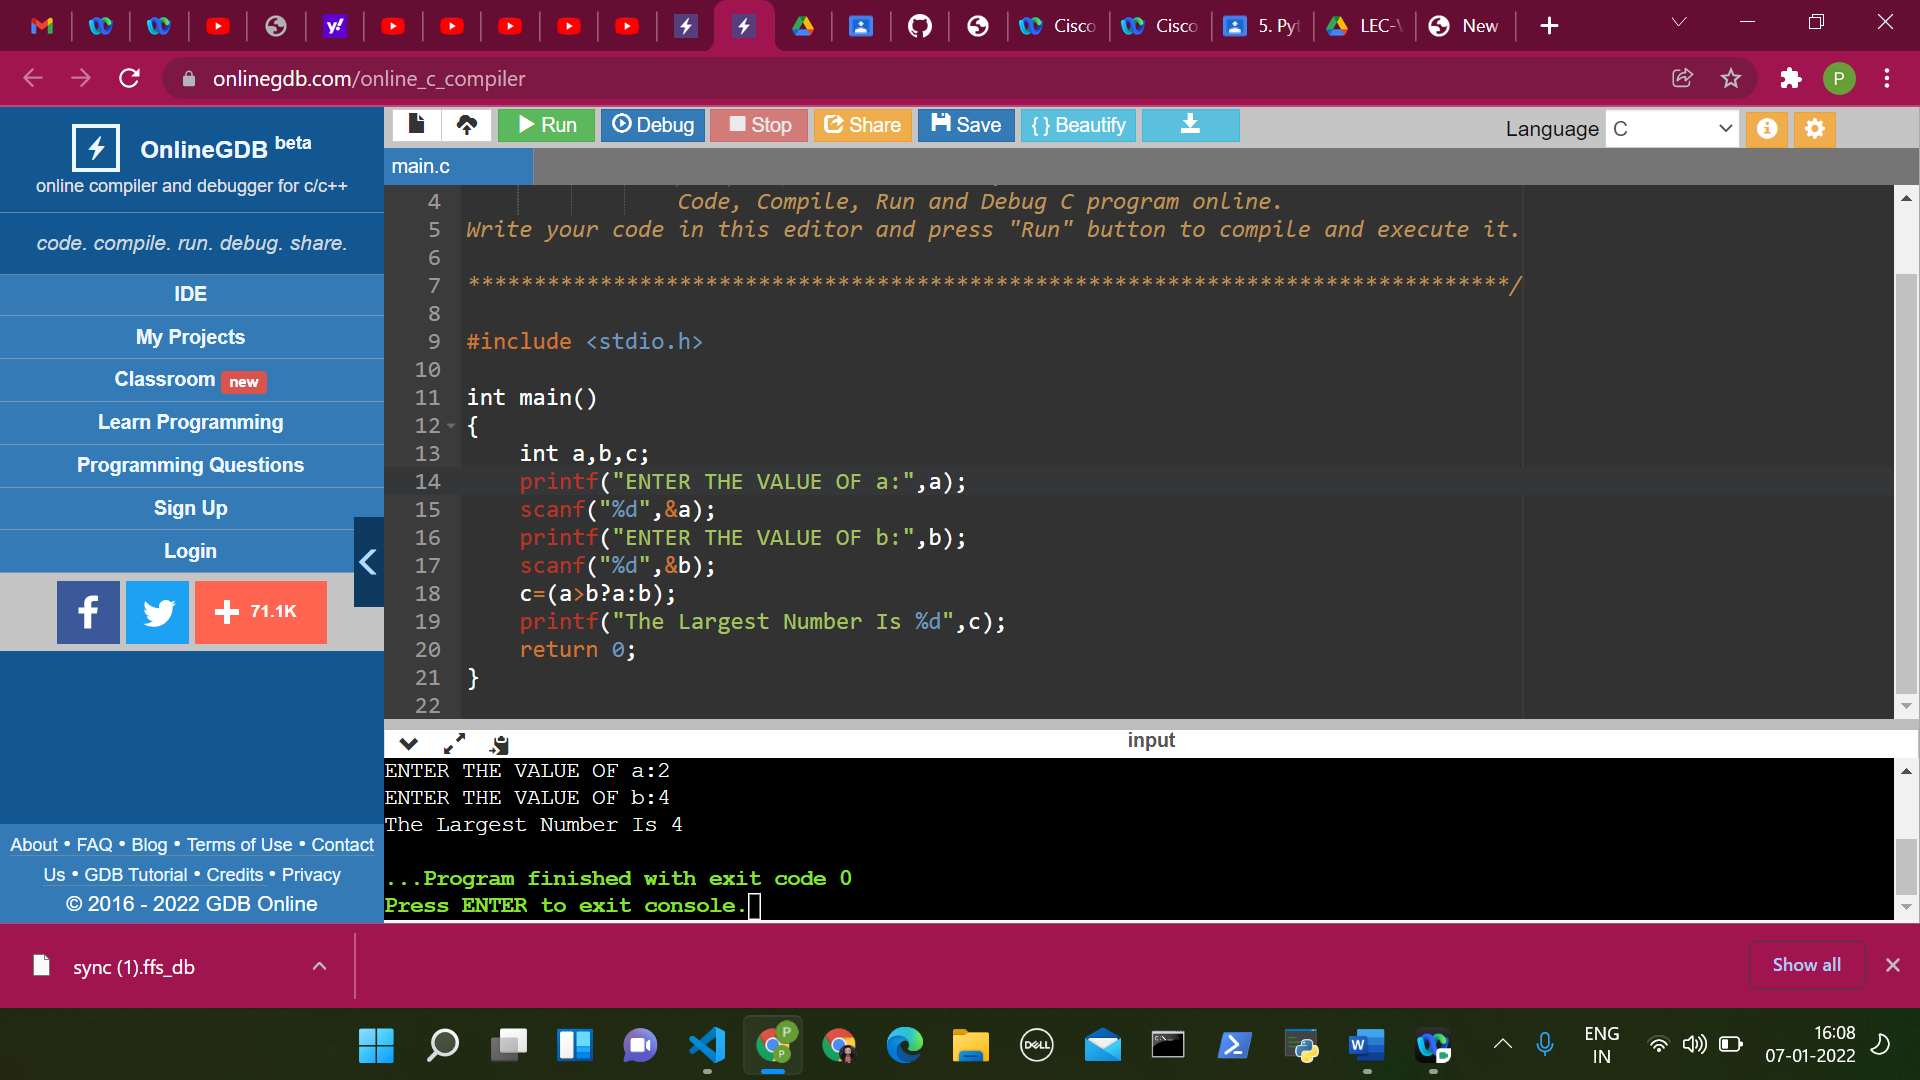 Cisco
Cisco
5. Pyt
LEC-V
New
onlinegdb.com/online_c_compiler
P
OnlineGDB beta
online compiler and debugger for c/c++
code. compile. run. debug. share.
IDE
My Projects
Classroom new
Learn Programming
Programming Questions
Sign Up
Login
71.1K
About • FAQ • Blog • Terms of Use • Contact
Us • GDB Tutorial • Credits • Privacy
© 2016 - 2022 GDB Online
Run
Debug
Stop
Share
Save
{ } Beautify
Language C
main.c
4 Code, Compile, Run and Debug C program online.
5 Write your code in this editor and press "Run" button to compile and execute it.
6
7 *******************************************************************************/
8
9 #include <stdio.h>
10
11 int main()
12 {
13 int a,b,c;
14 printf("ENTER THE VALUE OF a:",a);
15 scanf("%d",&a);
16 printf("ENTER THE VALUE OF b:",b);
17 scanf("%d",&b);
18 c=(a>b?a:b);
19 printf("The Largest Number Is %d",c);
20 return 0;
21 }
22
input
ENTER THE VALUE OF a:2
ENTER THE VALUE OF b:4
The Largest Number Is 4
...Program finished with exit code 0
Press ENTER to exit console.
sync (1).ffs_db
Show all
ENG
IN
16:08
07-01-2022